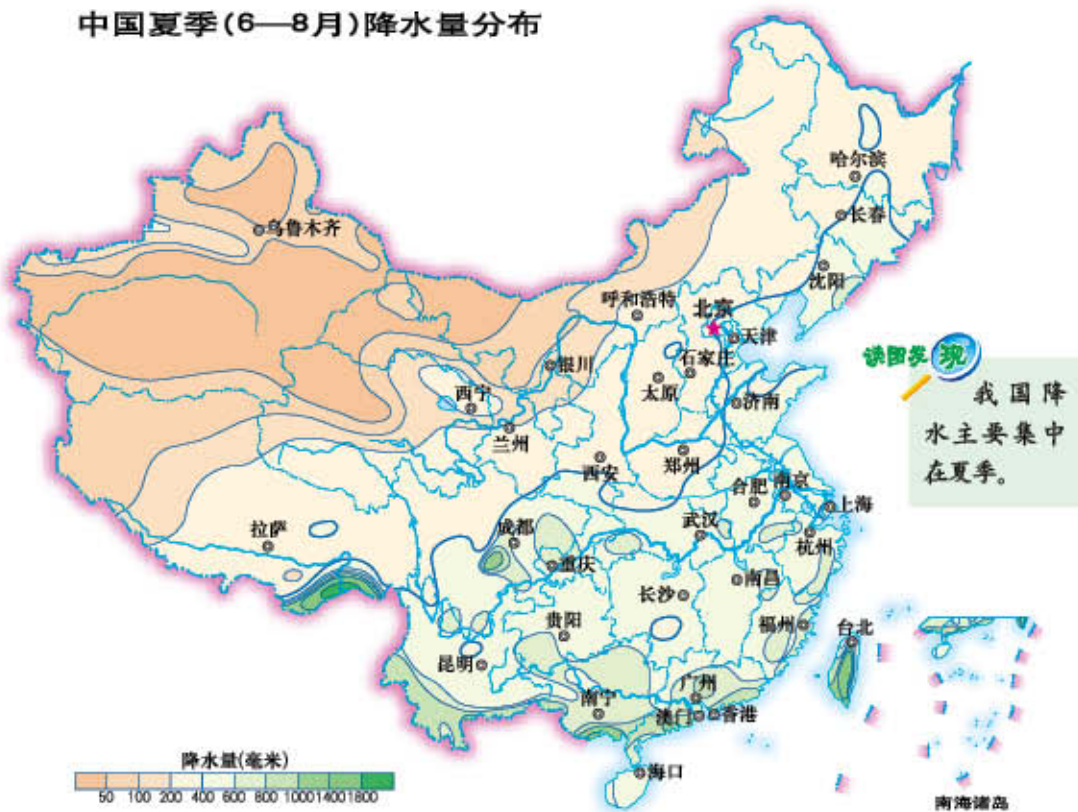 中国夏季(6—8月)降水量分布
哈尔滨
长春
乌鲁木齐
沈阳
呼和浩特
北京
天津
银川
石家庄
太原
西宁
济南
兰州
西安
郑州
读图发现
我国降
水主要集中
在夏季。
合肥
南京
上海
成都
武汉
杭州
拉萨
重庆
南昌
长沙
贵阳
福州
台北
昆明
广州
南宁
澳门
香港
海口
降水量(毫米)
50 100 200 400 600 800 1000 1400 1800
南海诸岛